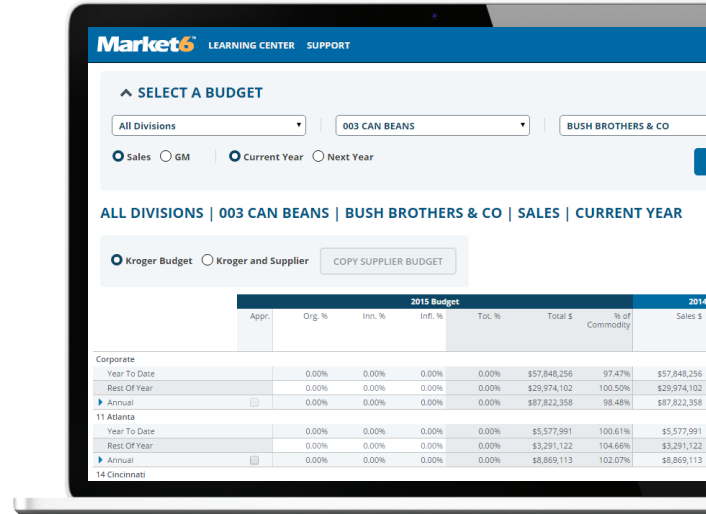 Market6™ LEARNING CENTER SUPPORT
SELECT A BUDGET
All Divisions 003 CAN BEANS BUSH BROTHERS & CO
Sales GM Current Year Next Year
ALL DIVISIONS | 003 CAN BEANS | BUSH BROTHERS & CO | SALES | CURRENT YEAR
Kroger Budget Kroger and Supplier COPY SUPPLIER BUDGET
2015 Budget 2014
Appr. Org. % Inn. % Infl. % Tot. % Total $ % of Sales $
Commodity
Corporate
Year To Date 0.00% 0.00% 0.00% 0.00% $57,848,256 97.47% $57,848,256
Rest Of Year 0.00% 0.00% 0.00% 0.00% $29,974,102 100.50% $29,974,102
Annual 0.00% 0.00% 0.00% 0.00% $87,822,358 98.48% $87,822,358
11 Atlanta
Year To Date 0.00% 0.00% 0.00% 0.00% $5,577,991 100.61% $5,577,991
Rest Of Year 0.00% 0.00% 0.00% 0.00% $3,291,122 104.66% $3,291,122
Annual 0.00% 0.00% 0.00% 0.00% $8,869,113 102.07% $8,869,113
14 Cincinnati